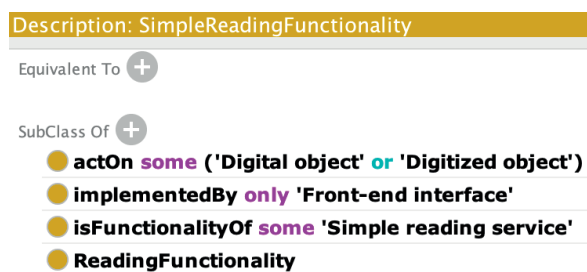 Description: SimpleReadingFunctionality
Equivalent To
SubClass Of
actOn some ('Digital object' or 'Digitized object')
implementedBy only 'Front-end interface'
isFunctionalityOf some 'Simple reading service'
ReadingFunctionality